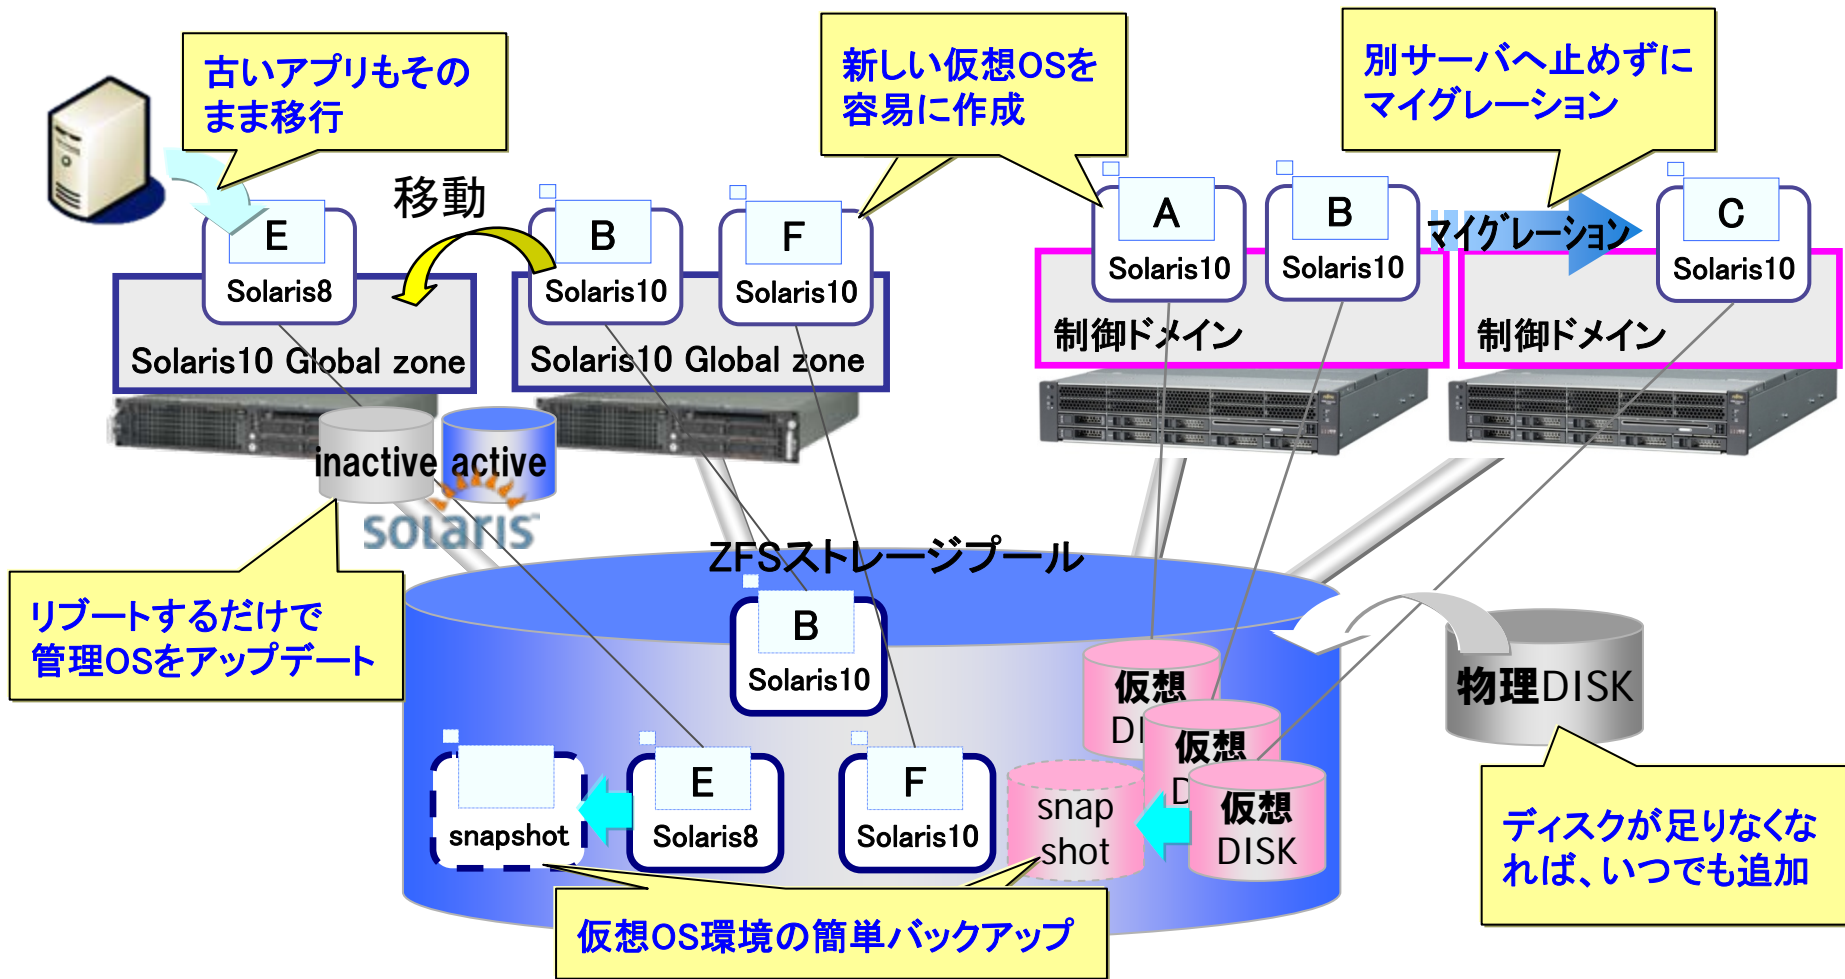 古いアプリもその
まま移行
新しい仮想OSを
容易に作成
別サーバへ止めずに
マイグレーション
移動
E
Solaris8
B
Solaris10
F
Solaris10
A
Solaris10
B
Solaris10
マイグレーション
C
Solaris10
Solaris10 Global zone
Solaris10 Global zone
制御ドメイン
制御ドメイン
inactive
active
solaris
ZFSストレージプール
リブートするだけで
管理OSをアップデート
B
Solaris10
仮想
DI
仮想
D
仮想
DISK
物理DISK
snapshot
E
Solaris8
F
Solaris10
snap
shot
ディスクが足りなくな
れば、いつでも追加
仮想OS環境の簡単バックアップ